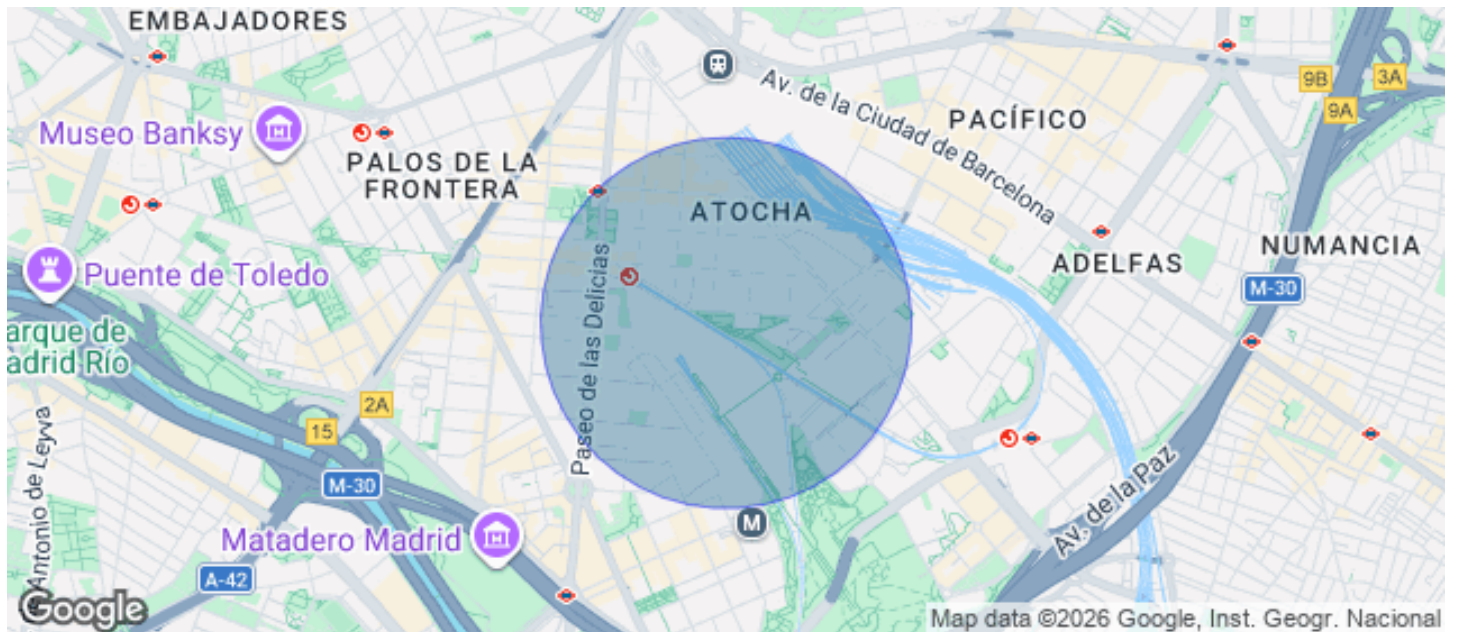 EMBAJADORES
Av. de la Ciudad de Barcelona
9B
3A
9A
Museo Banksy
PACÍFICO
PALOS DE LA
FRONTERA
ATOCHA
Puente de Toledo
Paseo de las Delicias
ADELFAS
NUMANCIA
M-30
arque de
adrid Río
2A
15
M-30
Antonio de Leyva
Matadero Madrid
M
Av. de la Paz
A-42
Google
Map data ©2026 Google, Inst. Geogr. Nacional